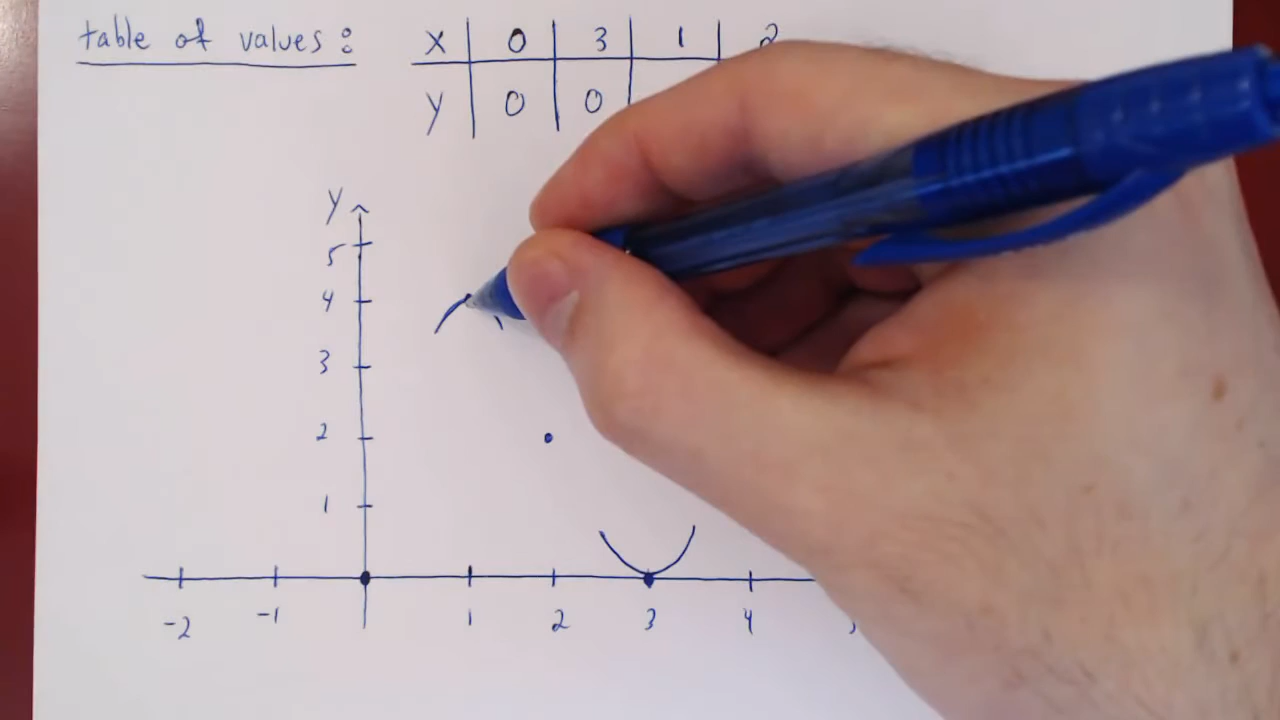 table of values: x 0 3 1 2
y 0 0
y
5
4
3
2
1
-2 -1 1 2 3 4